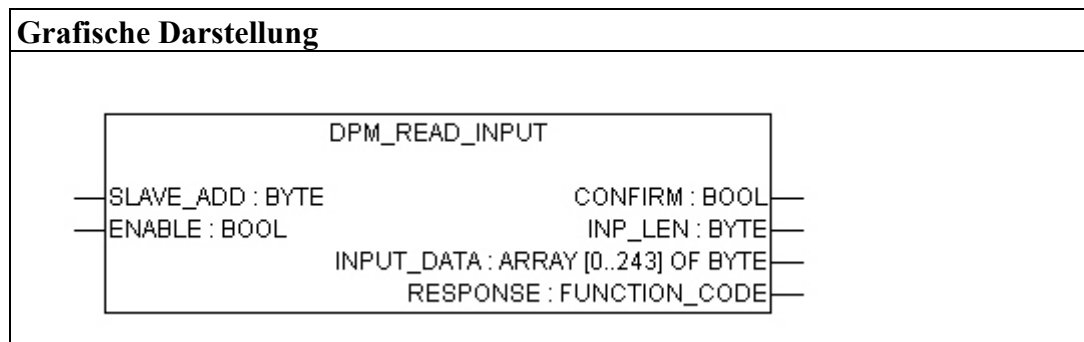 Grafische Darstellung
DPM_READ_INPUT
SLAVE_ADD : BYTE CONFIRM : BOOL
ENABLE : BOOL INP_LEN : BYTE
INPUT_DATA : ARRAY [0..243] OF BYTE
RESPONSE : FUNCTION_CODE